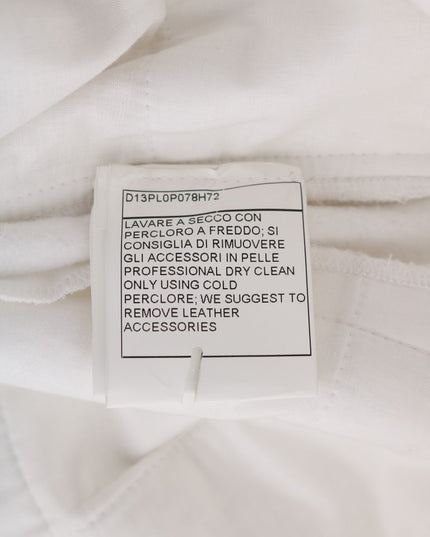 D13PL0P078H72
LAVARE A SECCO CON
PERCLORO A FREDDO; SI
CONSIGLIA DI RIMUOVERE
GLI ACCESSORI IN PELLE
PROFESSIONAL DRY CLEAN
ONLY USING COLD
PERCLORE; WE SUGGEST TO
REMOVE LEATHER
ACCESSORIES